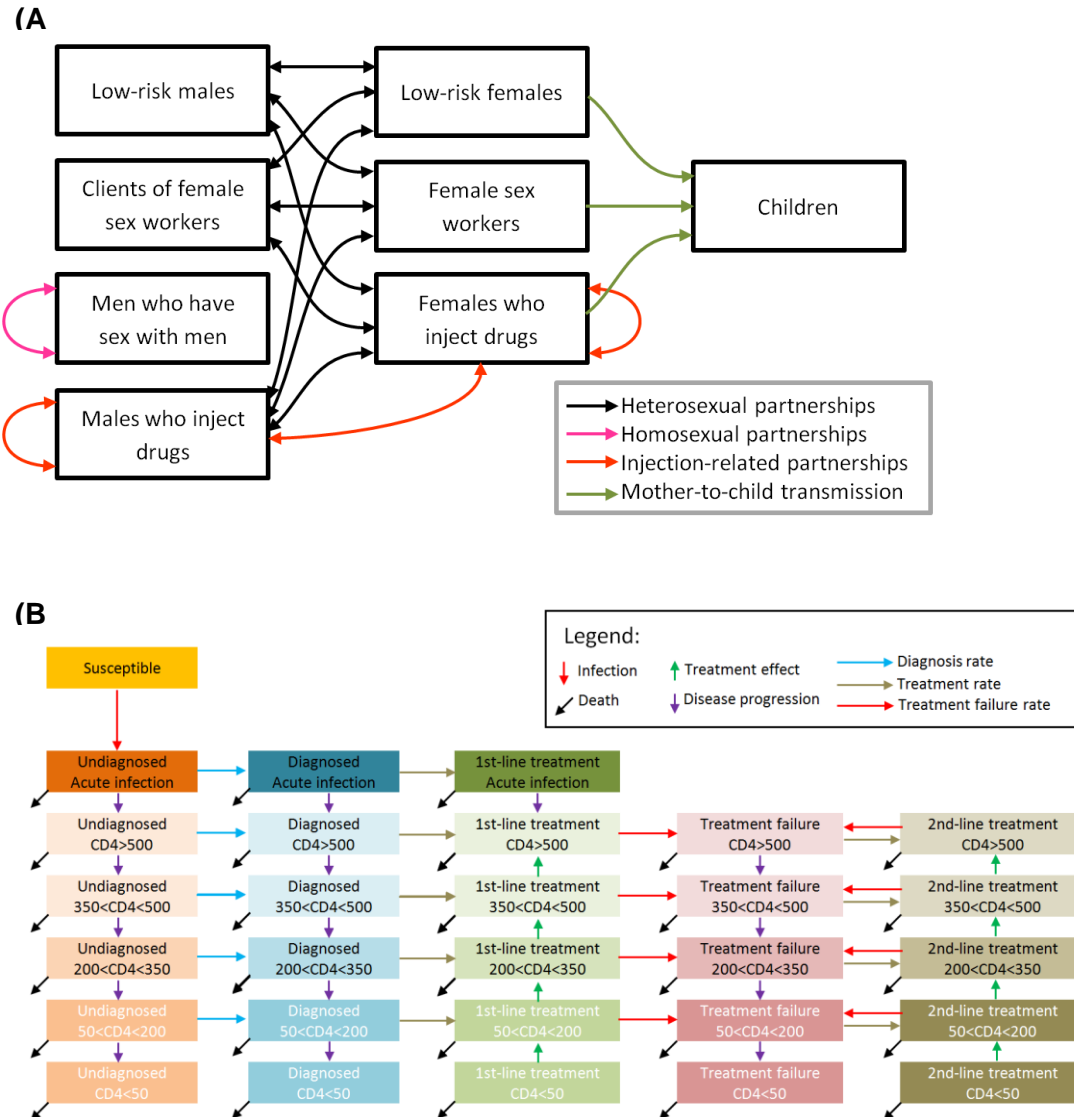 (A
Low-risk males
Low-risk females
Clients of female
sex workers
Female sex
workers
Children
Men who have
sex with men
Females who
inject drugs
Males who inject
drugs
Heterosexual partnerships
Homosexual partnerships
Injection-related partnerships
Mother-to-child transmission
(B
Legend:
Infection
Death
Treatment effect
Disease progression
Diagnosis rate
Treatment rate
Treatment failure rate
Susceptible
Undiagnosed
Acute infection
Diagnosed
Acute infection
1st-line treatment
Acute infection
Undiagnosed
CD4>500
Diagnosed
CD4>500
1st-line treatment
CD4>500
Treatment failure
CD4>500
2nd-line treatment
CD4>500
Undiagnosed
350<CD4<500
Diagnosed
350<CD4<500
1st-line treatment
350<CD4<500
Treatment failure
350<CD4<500
2nd-line treatment
350<CD4<500
Undiagnosed
200<CD4<350
Diagnosed
200<CD4<350
1st-line treatment
200<CD4<350
Treatment failure
200<CD4<350
2nd-line treatment
200<CD4<350
Undiagnosed
50<CD4<200
Diagnosed
50<CD4<200
1st-line treatment
50<CD4<200
Treatment failure
50<CD4<200
2nd-line treatment
50<CD4<200
Undiagnosed
CD4<50
Diagnosed
CD4<50
1st-line treatment
CD4<50
Treatment failure
CD4<50
2nd-line treatment
CD4<50